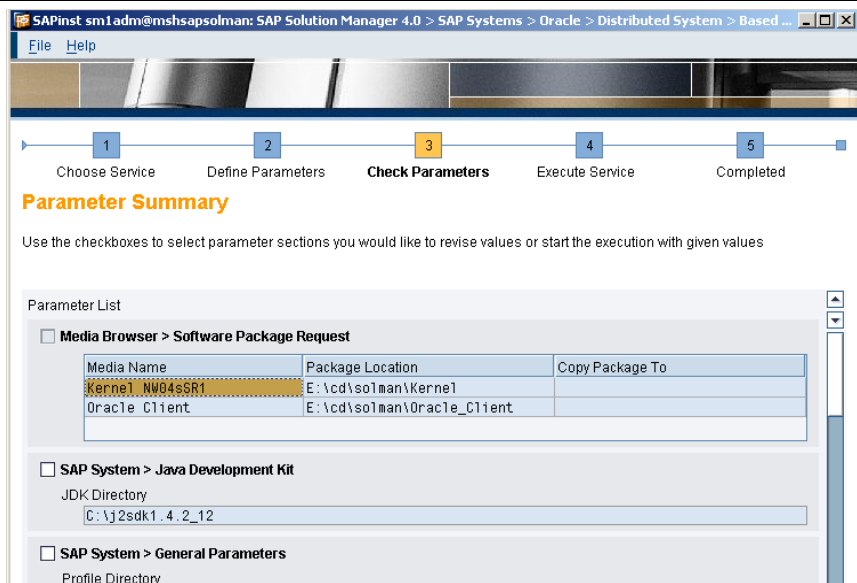 SAPinst sm1adm@mshsapsolman: SAP Solution Manager 4.0 > SAP Systems > Oracle > Distributed System > Based ...
File Help
1 2 3 4 5
Choose Service Define Parameters Check Parameters Execute Service Completed
Parameter Summary
Use the checkboxes to select parameter sections you would like to revise values or start the execution with given values
Parameter List
Media Browser > Software Package Request
Media Name Package Location Copy Package To
Kernel NW04sSR1 E:\cd\solman\Kernel
Oracle Client E:\cd\solman\Oracle_Client
SAP System > Java Development Kit
JDK Directory
C:\j2sdk1.4.2_12
SAP System > General Parameters
Profile Directory